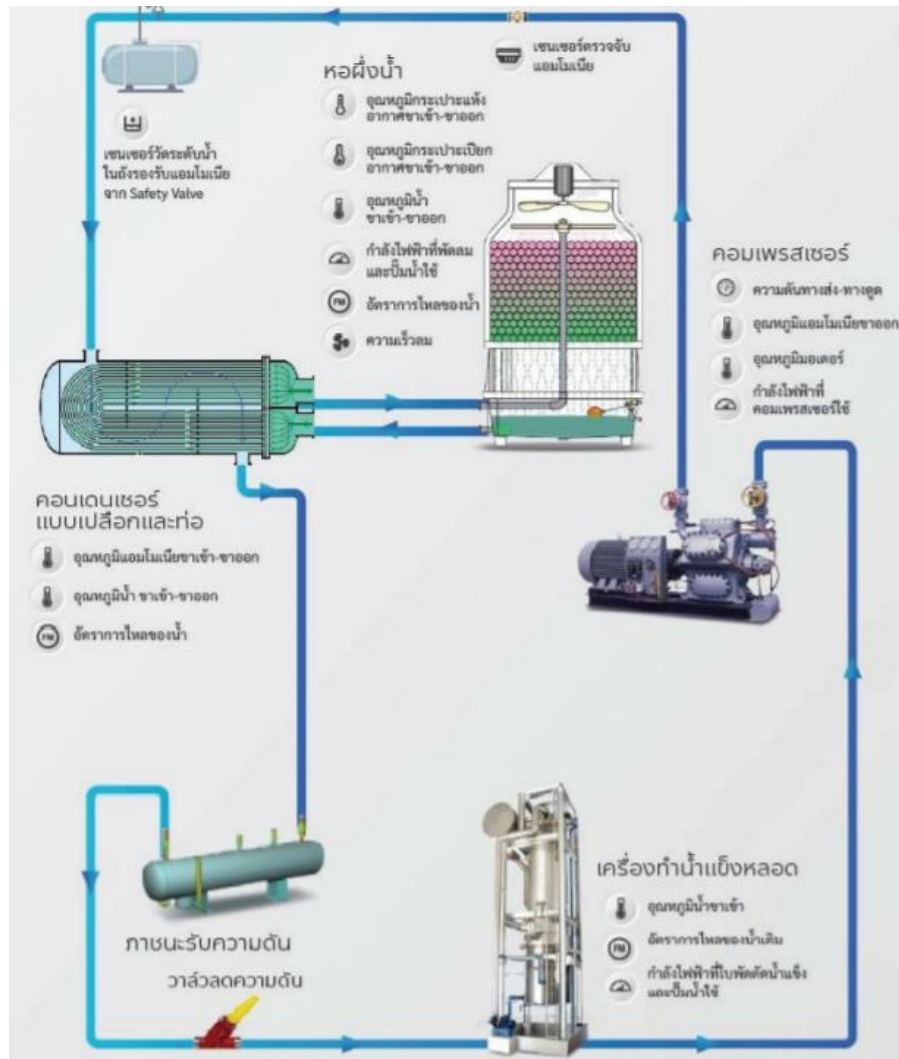 เซนเซอร์ตรวจจับ
แอมโมเนีย
เซนเซอร์วัดระดับน้ำ
ในถังรองรับแอมโมเนีย
จาก Safety Valve
หอผึ่งน้ำ
อุณหภูมิกระเปาะแห้ง
อากาศขาเข้า-ขาออก
อุณหภูมิกระเปาะเปียก
อากาศขาเข้า-ขาออก
อุณหภูมิน้ำ
ขาเข้า-ขาออก
กำลังไฟฟ้าที่พัดลม
และปั๊มน้ำใช้
FM
อัตราการไหลของน้ำ
ความเร็วลม
คอมเพรสเซอร์
ความดันทางส่ง-ทางดูด
อุณหภูมิแอมโมเนียขาออก
อุณหภูมิมอเตอร์
กำลังไฟฟ้าที่
คอมเพรสเซอร์ใช้
คอนเดนเซอร์
แบบเปลือกและท่อ
อุณหภูมิแอมโมเนียขาเข้า-ขาออก
อุณหภูมิน้ำ ขาเข้า-ขาออก
FM
อัตราการไหลของน้ำ
ภาชนะรับความดัน
วาล์วลดความดัน
เครื่องทำน้ำแข็งหลอด
อุณหภูมิน้ำขาเข้า
FM
อัตราการไหลของน้ำเติม
กำลังไฟฟ้าที่ใบพัดตัดน้ำแข็ง
และปั๊มน้ำใช้